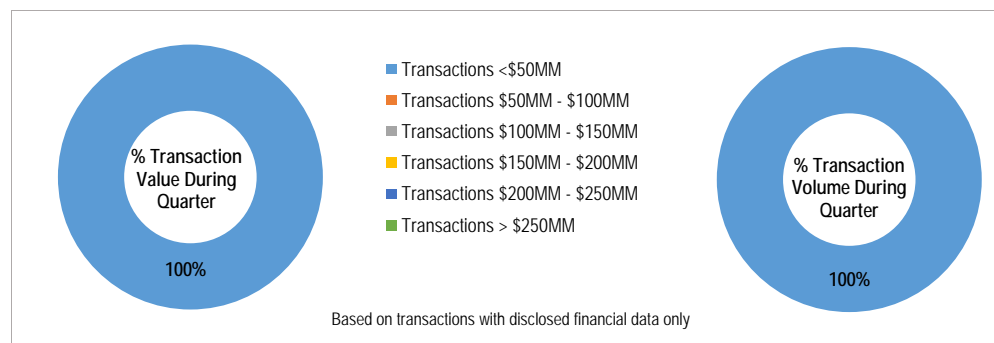 % Transaction
Value During
Quarter
100%
Transactions <$50MM
Transactions $50MM - $100MM
Transactions $100MM - $150MM
Transactions $150MM - $200MM
Transactions $200MM - $250MM
Transactions > $250MM
% Transaction
Volume During
Quarter
100%
Based on transactions with disclosed financial data only